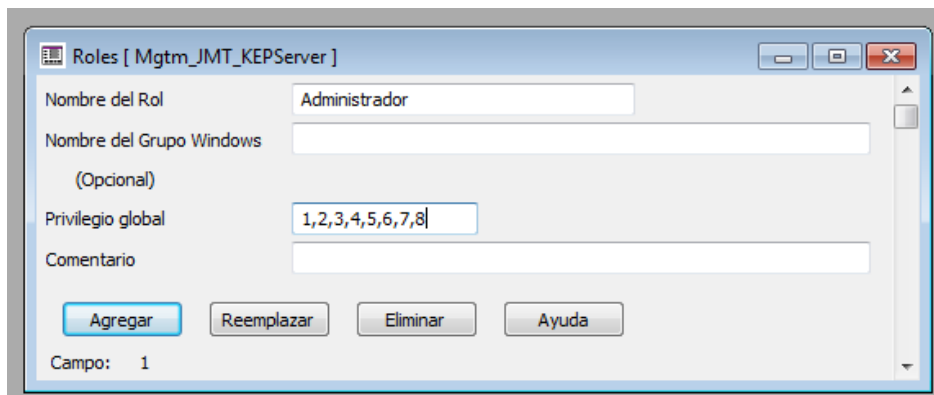 Roles [ Mgtm_JMT_KEPServer ]
Nombre del Rol Administrador
Nombre del Grupo Windows
(Opcional)
Privilegio global 1,2,3,4,5,6,7,8
Comentario
Agregar Reemplazar Eliminar Ayuda
Campo: 1